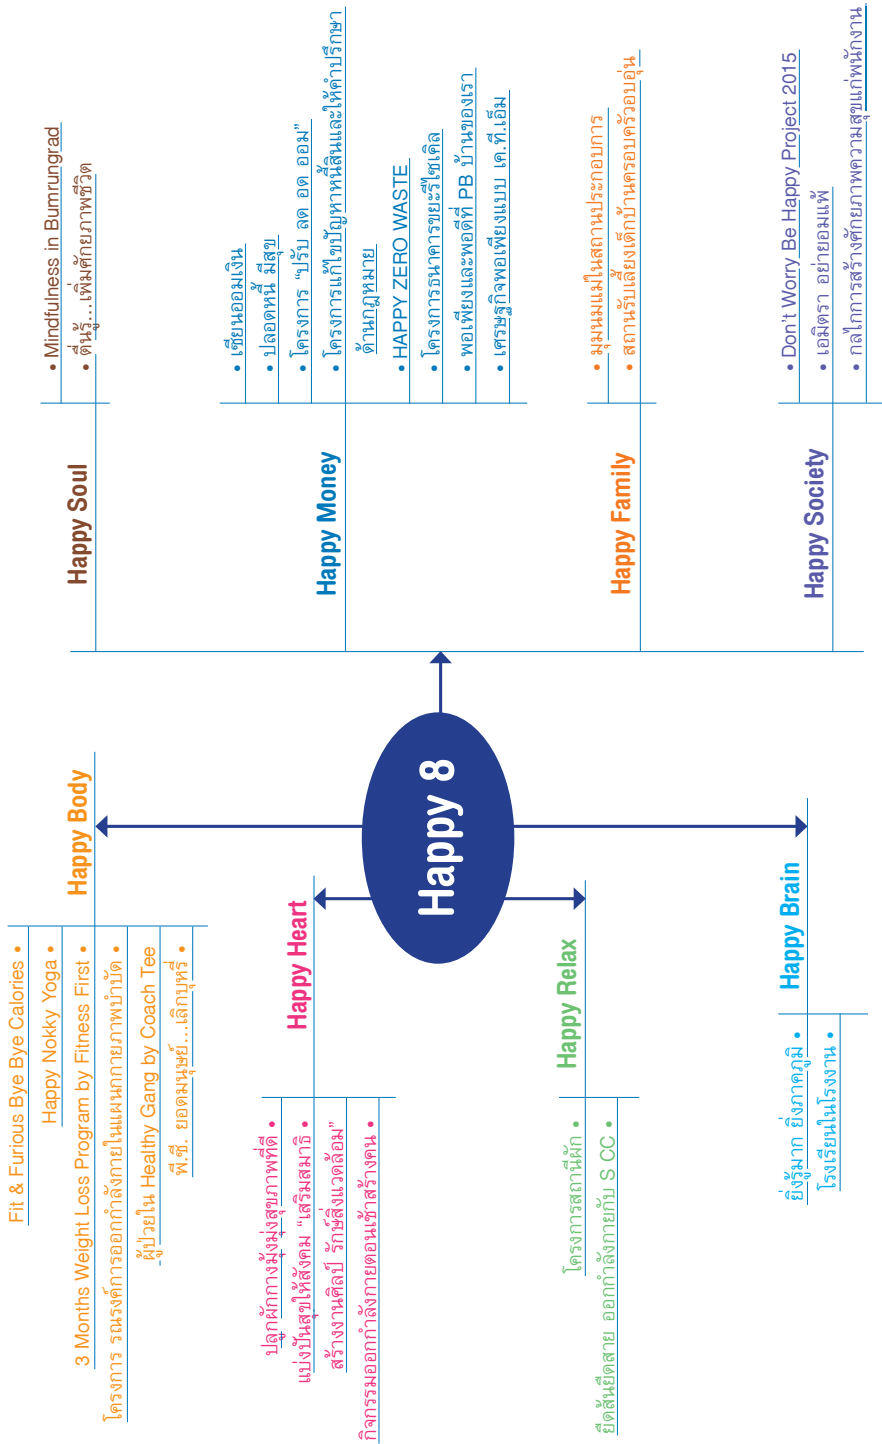 Happy 8
Happy Body
Fit & Furious Bye Bye Calories •
Happy Nokky Yoga •
3 Months Weight Loss Program by Fitness First •
โครงการ รณรงค์การออกกำลังกายในแผนกกายภาพบำบัด •
ผู้ป่วยใน Healthy Gang by Coach Tee
พี.ซี. ยอดมนุษย์...เลิกบุหรี่ •
Happy Heart
ปลูกผักกางมุ้งมุ่งสุขภาพที่ดี •
แบ่งปันสุขให้สังคม “เสริมสมาธิ •
สร้างงานศิลป์ รักษ์สิ่งแวดล้อม”
กิจกรรมออกกำลังกายตอนเช้าสร้างคน •
Happy Relax
โครงการสถานีผัก •
ยืดเส้นยืดสาย ออกกำลังกายกับ S CC •
Happy Brain
ยิ่งรู้มาก ยิ่งภาคภูมิ •
โรงเรียนในโรงงาน •
Happy Soul
• Mindfulness in Bumrungrad
• ตื่นรู้...เพิ่มศักยภาพชีวิต
Happy Money
• เซียนออมเงิน
• ปลอดหนี้ มีสุข
• โครงการ “ปรับ ลด อด ออม”
• โครงการแก้ไขปัญหาหนี้สินและให้คำปรึกษา
ด้านกฎหมาย
• HAPPY ZERO WASTE
• โครงการธนาคารขยะรีไซเคิล
• พอเพียงและพอดีที่ PB บ้านของเรา
• เศรษฐกิจพอเพียงแบบ เค.ที.เอ็ม
Happy Family
• มุมนมแม่ในสถานประกอบการ
• สถานรับเลี้ยงเด็กบ้านครอบครัวอบอุ่น
Happy Society
• Don't Worry Be Happy Project 2015
• เอมิตรา อย่ายอมแพ้
• กลไกการสร้างศักยภาพความสุขแก่พนักงาน